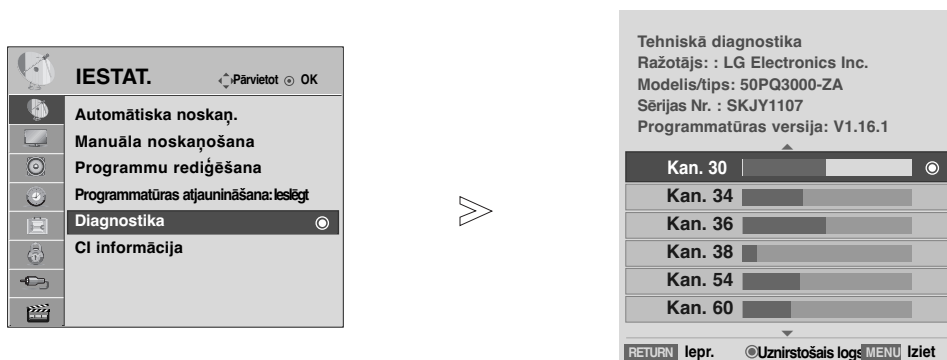 IESTAT.
Pārvietot OK
Automātiska noskaņ.
Manuāla noskaņošana
Programmu rediģēšana
Programmatūras atjaunināšana: Ieslēgt
Diagnostika
CI informācija
Tehniskā diagnostika
Ražotājs: : LG Electronics Inc.
Modelis/tips: 50PQ3000-ZA
Sērijas Nr. : SKJY1107
Programmatūras versija: V1.16.1
Kan. 30
Kan. 34
Kan. 36
Kan. 38
Kan. 54
Kan. 60
RETURN Iepr. Uznirstošais logs MENU Iziet